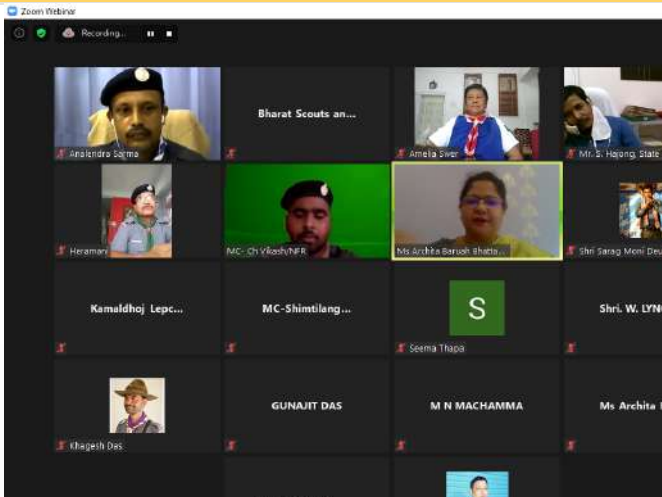 Zoom Webinar
Recording...
Analendra Sarma
Bharat Scouts an...
Amelia Swer
Mr. S. Hajong, State
Heramani
MC- Ch Vikash/NFR
Ms Archita Baruah Bhatta...
Shri Sarag Moni Deu
Kamaldhoj Lepc...
MC-Shimtilang...
S
Seema Thapa
Shri. W. LYN
Khagesh Das
GUNAJIT DAS
M N MACHAMMA
Ms Archita